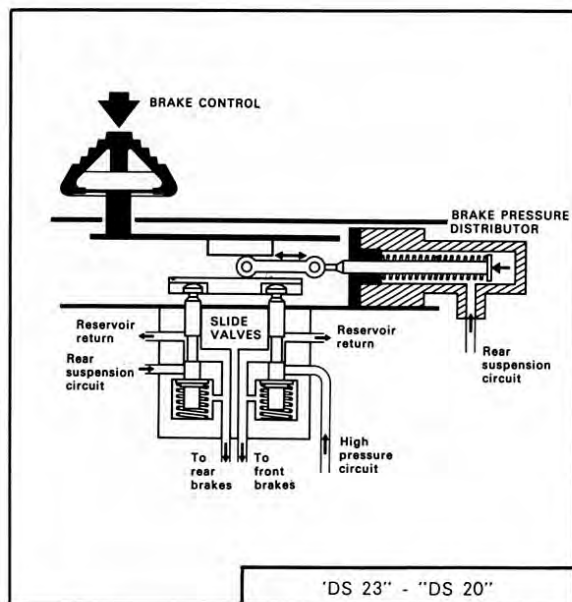 BRAKE CONTROL
BRAKE PRESSURE
DISTRIBUTOR
SLIDE
VALVES
Reservoir
return
Reservoir
return
Rear
suspension
circuit
Rear
suspension
circuit
To
rear
brakes
To
front
brakes
High
pressure
circuit
'DS 23" - "DS 20"